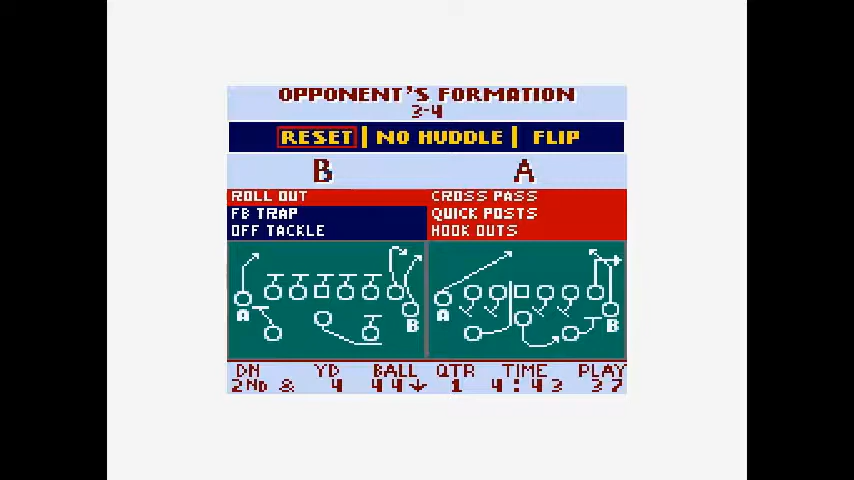 OPPONENT'S FORMATION
3-4
RESET | NO HUDDLE | FLIP
B A
ROLL OUT CROSS PASS
FB TRAP QUICK POSTS
OFF TACKLE HOOK OUTS
A B A B
DN YD BALL QTR TIME PLAY
2ND & 4 44↓ 1 4:43 37